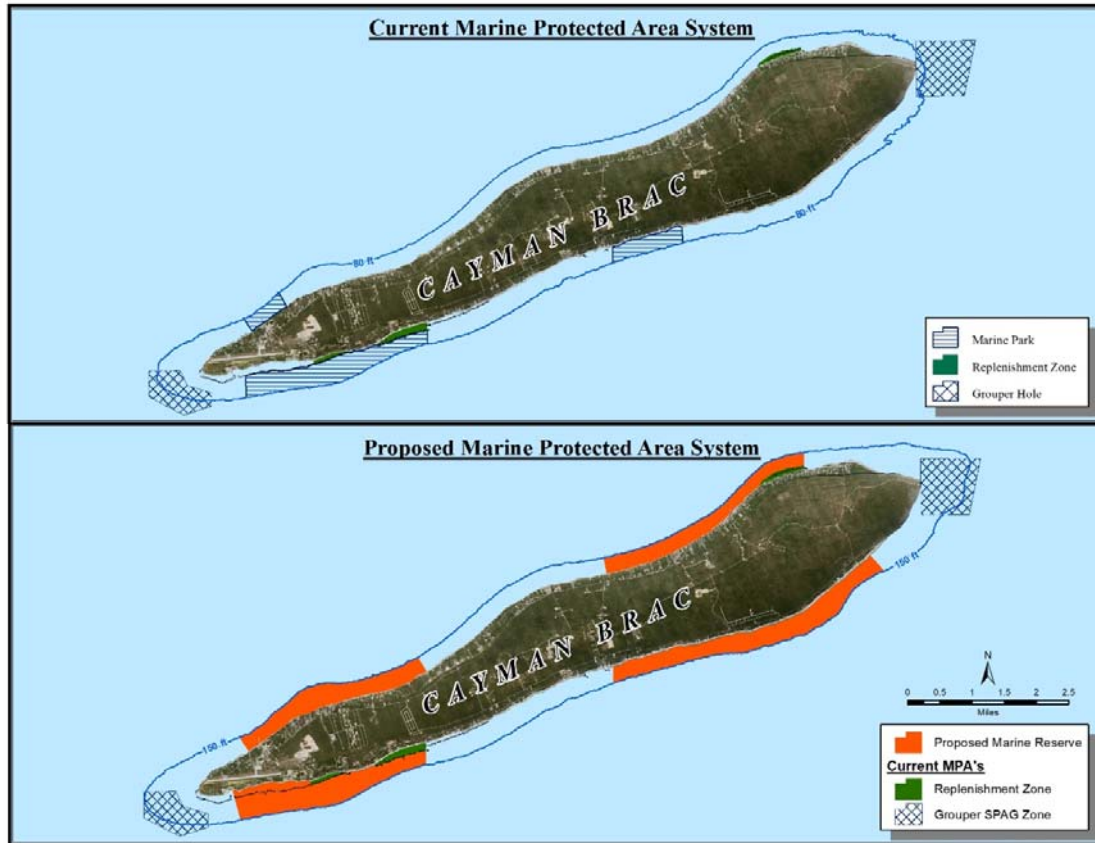 Current Marine Protected Area System
80 ft
CAYMAN BRAC
80 ft
Marine Park
Replenishment Zone
Grouper Hole
Proposed Marine Protected Area System
150 ft
CAYMAN BRAC
150 ft
N
0 0.5 1 1.5 2 2.5
Miles
Proposed Marine Reserve
Current MPA's
Replenishment Zone
Grouper SPAG Zone